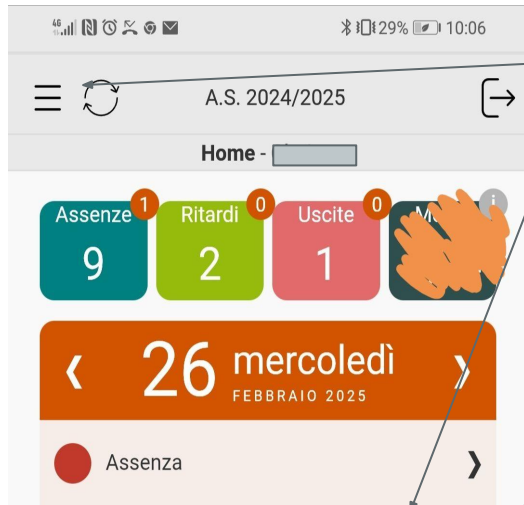 4G 29% 10:06
A.S. 2024/2025
Home -
1 0 0 i
Assenze Ritardi Uscite
9 2 1
26 mercoledì
FEBBRAIO 2025
Assenza